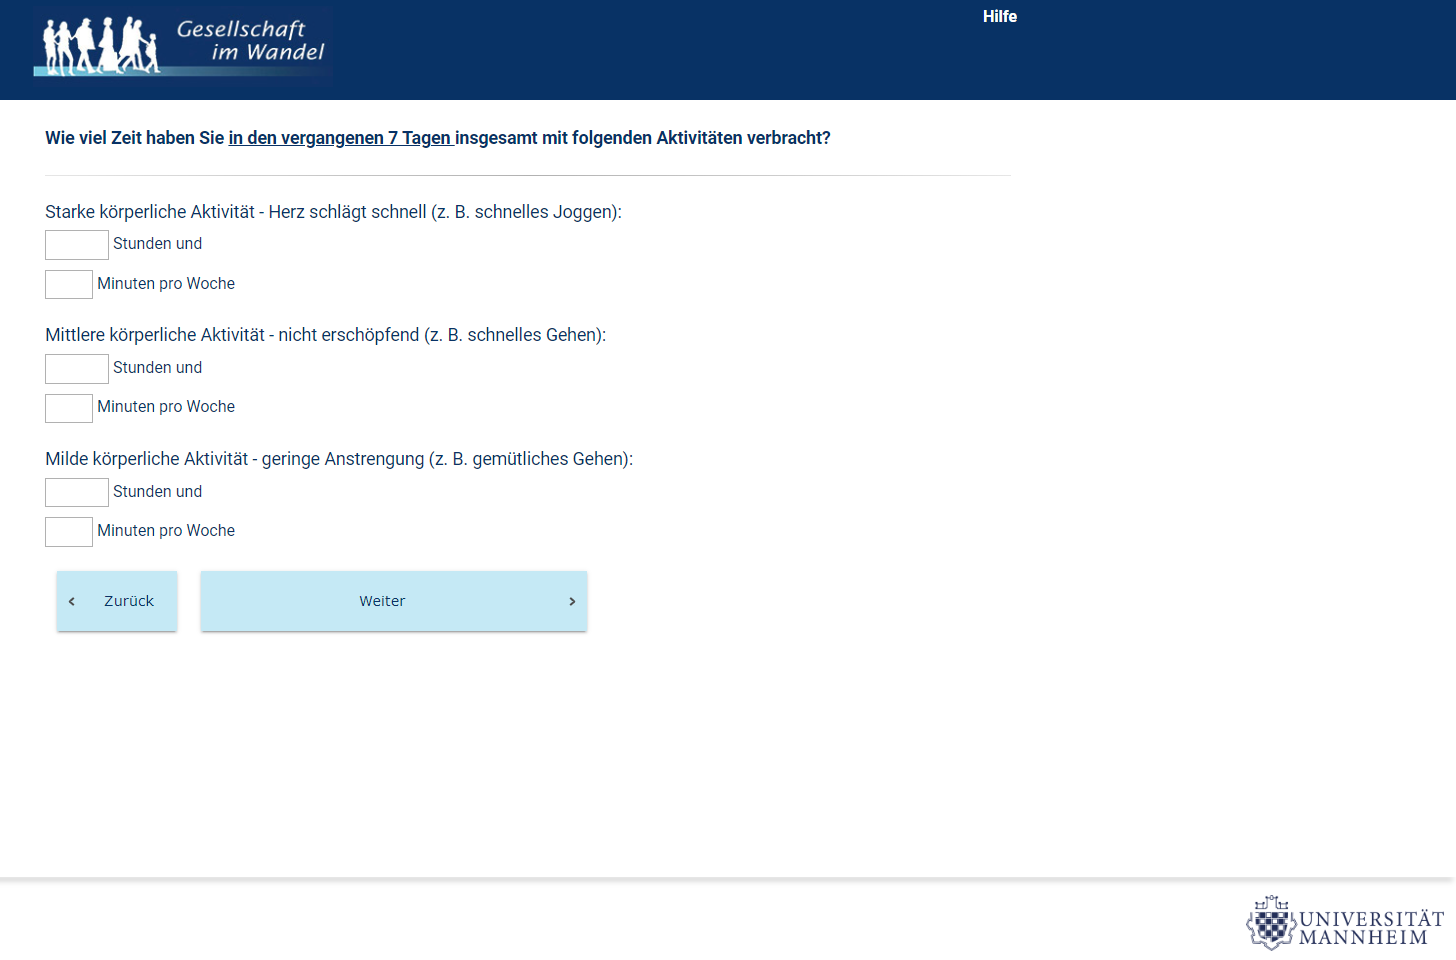 Gesellschaft
im Wandel
Hilfe
Wie viel Zeit haben Sie in den vergangenen 7 Tagen insgesamt mit folgenden Aktivitäten verbracht?
Starke körperliche Aktivität - Herz schlägt schnell (z. B. schnelles Joggen):
Stunden und
Minuten pro Woche
Mittlere körperliche Aktivität - nicht erschöpfend (z. B. schnelles Gehen):
Stunden und
Minuten pro Woche
Milde körperliche Aktivität - geringe Anstrengung (z. B. gemütliches Gehen):
Stunden und
Minuten pro Woche
‹ Zurück
Weiter ›
UNIVERSITÄT
MANNHEIM